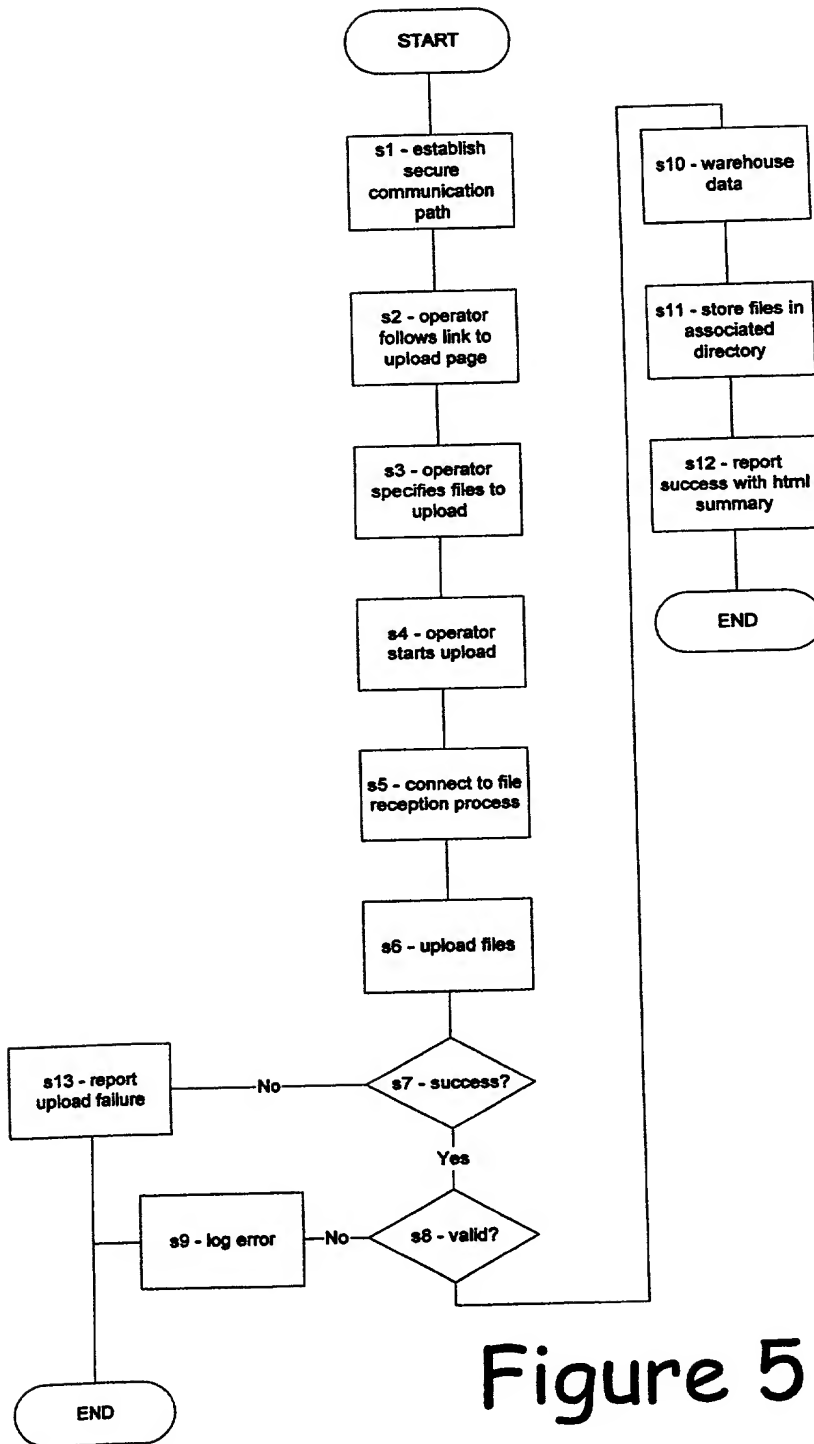 START
s1 - establish
secure
communication
path
s2 - operator
follows link to
upload page
s3 - operator
specifies files to
upload
s4 - operator
starts upload
s5 - connect to file
reception process
s6 - upload files
s7 - success?
No
s13 - report
upload failure
Yes
s8 - valid?
No
s9 - log error
END
s10 - warehouse
data
s11 - store files in
associated
directory
s12 - report
success with html
summary
END
Figure 5